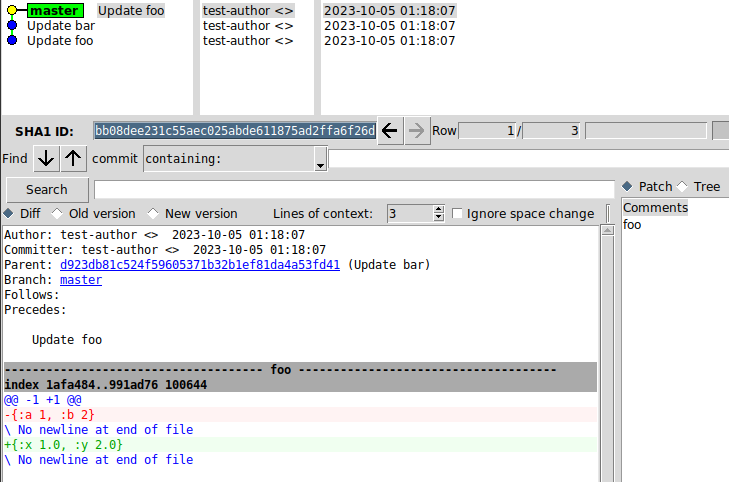 master Update foo test-author <> 2023-10-05 01:18:07
Update bar test-author <> 2023-10-05 01:18:07
Update foo test-author <> 2023-10-05 01:18:07
SHA1 ID: bb08dee231c55aec025abde611875ad2ffa6f26d Row 1 / 3
Find commit containing:
Search
Patch Tree
Diff Old version New version Lines of context: 3 Ignore space change
Comments
foo
Author: test-author <>  2023-10-05 01:18:07
Committer: test-author <>  2023-10-05 01:18:07
Parent: d923db81c524f59605371b32b1ef81da4a53fd41 (Update bar)
Branch: master
Follows:
Precedes:
Update foo
------------------------------------ foo ------------------------------------
index 1afa484..991ad76 100644
@@ -1 +1 @@
-{:a 1, :b 2}
\ No newline at end of file
+{:x 1.0, :y 2.0}
\ No newline at end of file